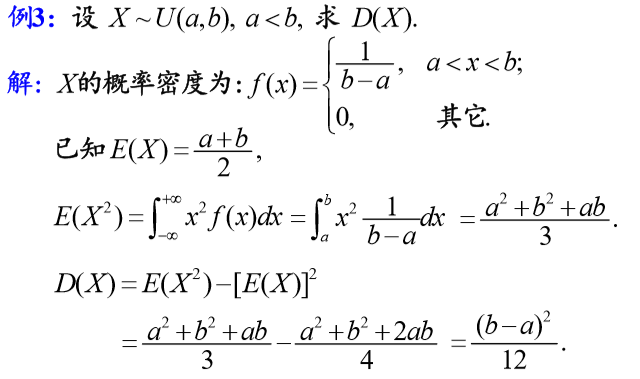 例3: 设 X ~ U(a,b), a < b, 求 D(X).
解: X的概率密度为: f(x) = { 1/(b−a), a < x < b; 0, 其它.
已知 E(X) = (a+b)/2,
E(X²) = ∫_{−∞}^{+∞} x² f(x)dx = ∫_a^b x² 1/(b−a) dx = (a²+b²+ab)/3.
D(X) = E(X²) − [E(X)]²
= (a²+b²+ab)/3 − (a²+b²+2ab)/4 = (b−a)²/12.